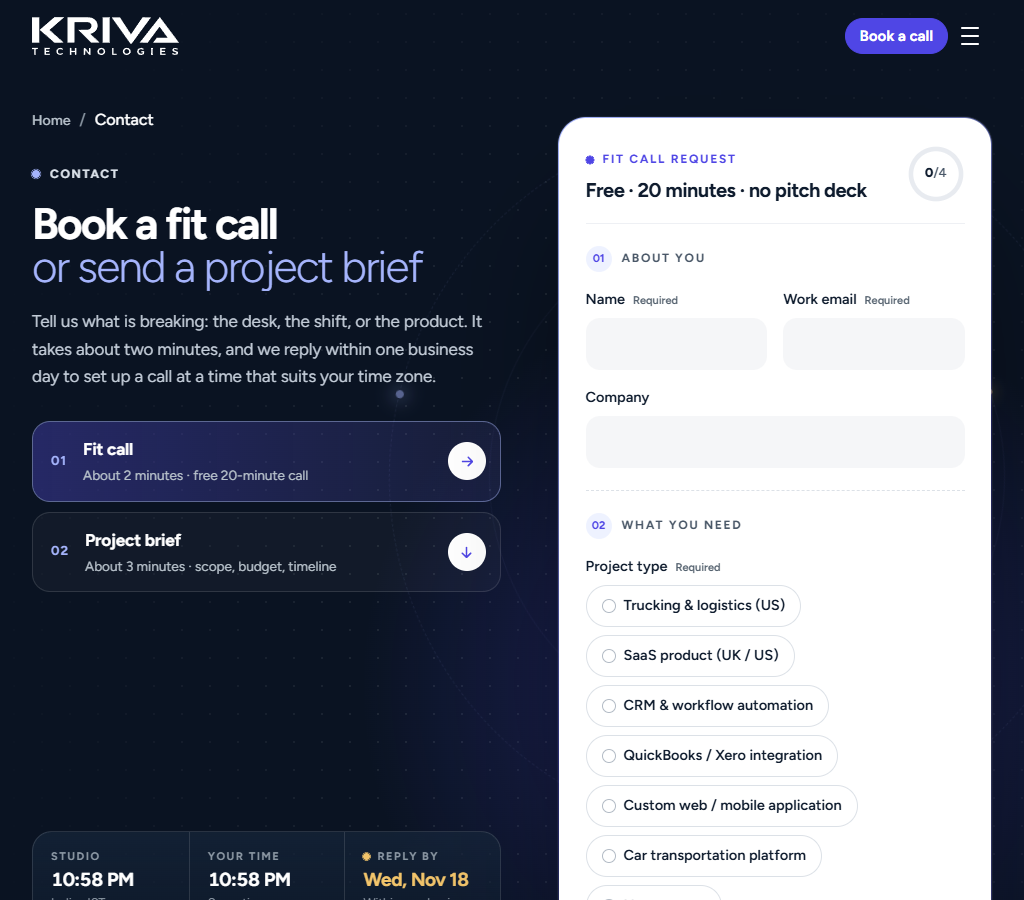 KRIVA
TECHNOLOGIES
Book a call
Home / Contact
CONTACT
Book a fit call
or send a project brief
Tell us what is breaking: the desk, the shift, or the product. It
takes about two minutes, and we reply within one business
day to set up a call at a time that suits your time zone.
01
Fit call
About 2 minutes · free 20-minute call
02
Project brief
About 3 minutes · scope, budget, timeline
STUDIO
10:58 PM
YOUR TIME
10:58 PM
REPLY BY
Wed, Nov 18
FIT CALL REQUEST
Free · 20 minutes · no pitch deck
0/4
01 ABOUT YOU
Name Required
Work email Required
Company
02 WHAT YOU NEED
Project type Required
Trucking & logistics (US)
SaaS product (UK / US)
CRM & workflow automation
QuickBooks / Xero integration
Custom web / mobile application
Car transportation platform